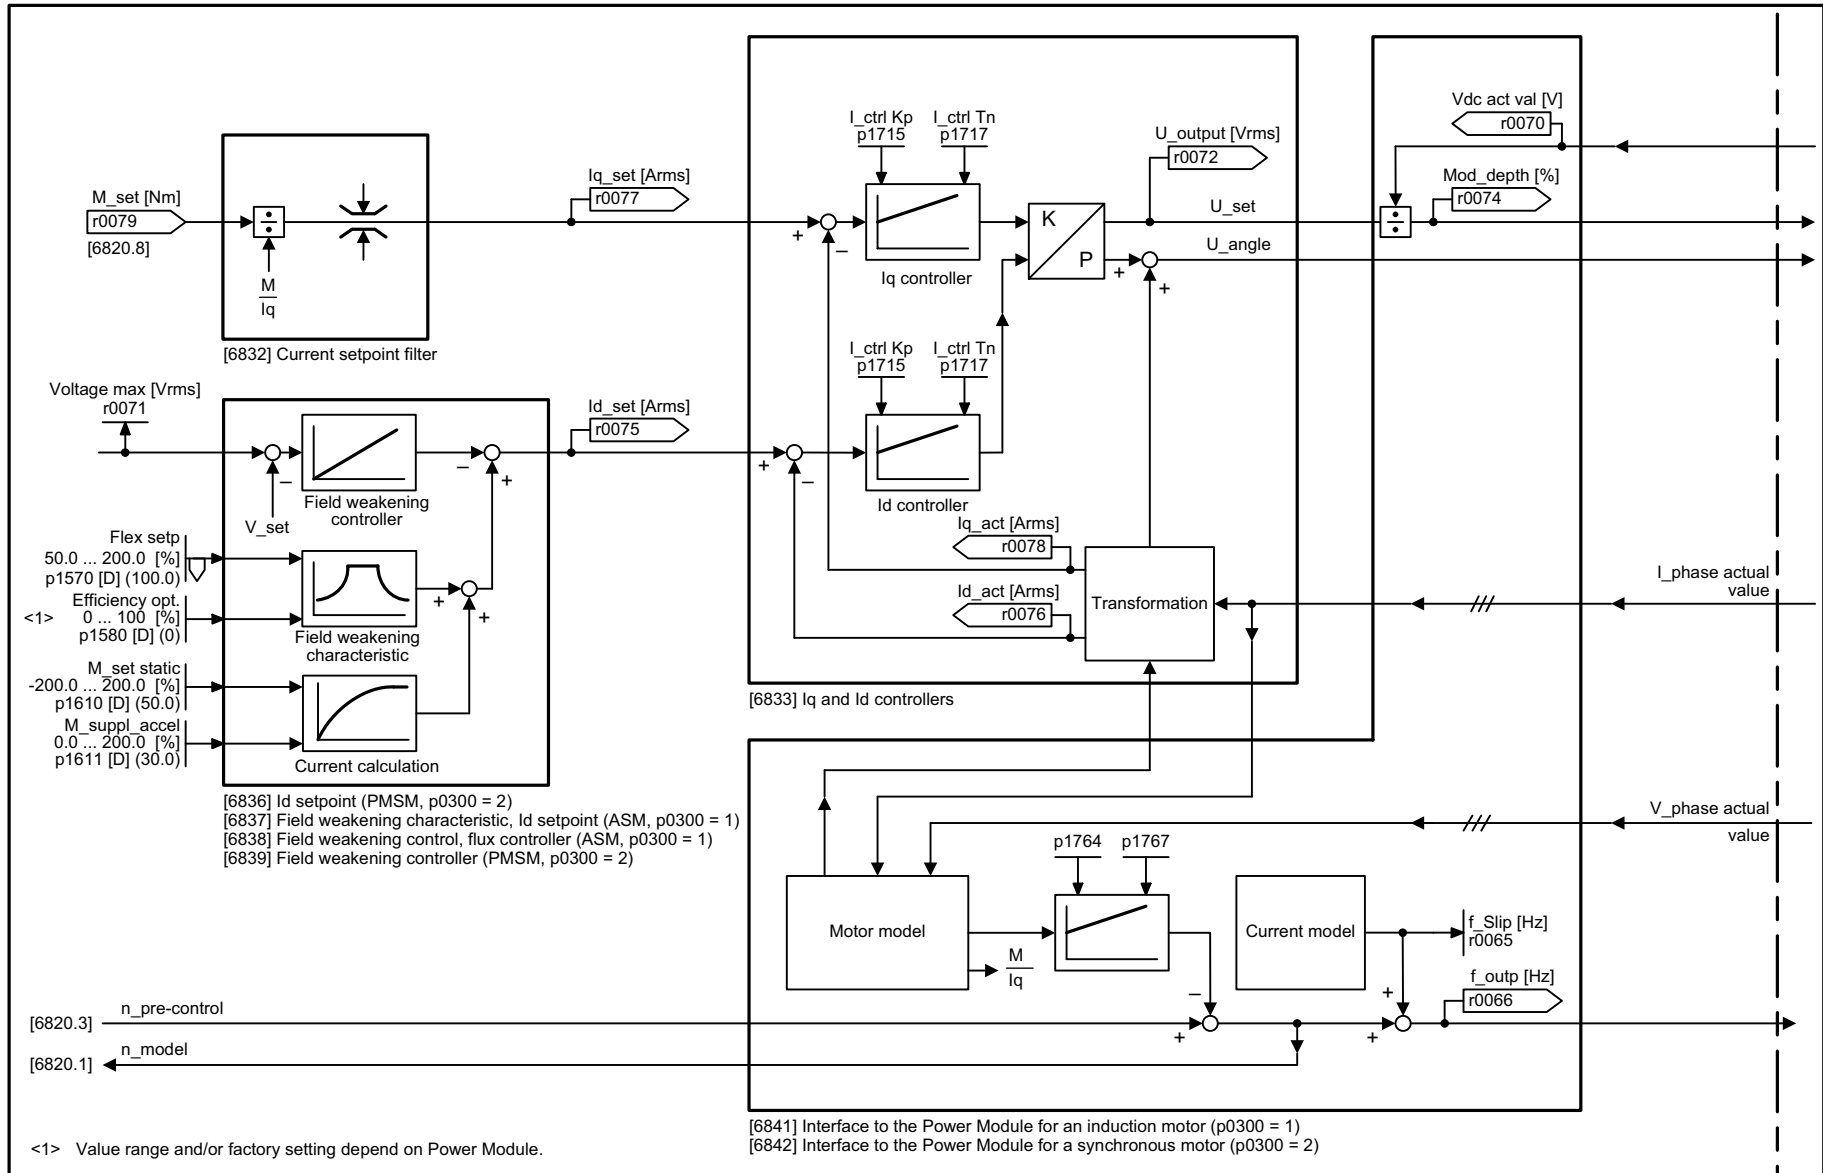 Vdc act val [V]
r0070
I_ctrl Kp
p1715
I_ctrl Tn
p1717
U_output [Vrms]
r0072
M_set [Nm]
r0079
[6820.8]
÷
M
Iq
Iq_set [Arms]
r0077
Mod_depth [%]
r0074
+
–
Iq controller
K
P
U_set
U_angle
÷
+
+
[6832] Current setpoint filter
I_ctrl Kp
p1715
I_ctrl Tn
p1717
Voltage max [Vrms]
r0071
Id_set [Arms]
r0075
–
V_set
Field weakening
controller
–
+
+
–
Id controller
Flex setp
50.0 ... 200.0 [%]
p1570 [D] (100.0)
<1>
Efficiency opt.
0 ... 100 [%]
p1580 [D] (0)
Field weakening
characteristic
+
+
Iq_act [Arms]
r0078
Id_act [Arms]
r0076
Transformation
I_phase actual
value
M_set static
-200.0 ... 200.0 [%]
p1610 [D] (50.0)
M_suppl_accel
0.0 ... 200.0 [%]
p1611 [D] (30.0)
Current calculation
[6833] Iq and Id controllers
[6836] Id setpoint (PMSM, p0300 = 2)
[6837] Field weakening characteristic, Id setpoint (ASM, p0300 = 1)
[6838] Field weakening control, flux controller (ASM, p0300 = 1)
[6839] Field weakening controller (PMSM, p0300 = 2)
V_phase actual
value
p1764
p1767
Motor model
M
Iq
Current model
f_Slip [Hz]
r0065
f_outp [Hz]
r0066
–
+
+
+
[6820.3]
n_pre-control
[6820.1]
n_model
[6841] Interface to the Power Module for an induction motor (p0300 = 1)
[6842] Interface to the Power Module for a synchronous motor (p0300 = 2)
<1> Value range and/or factory setting depend on Power Module.